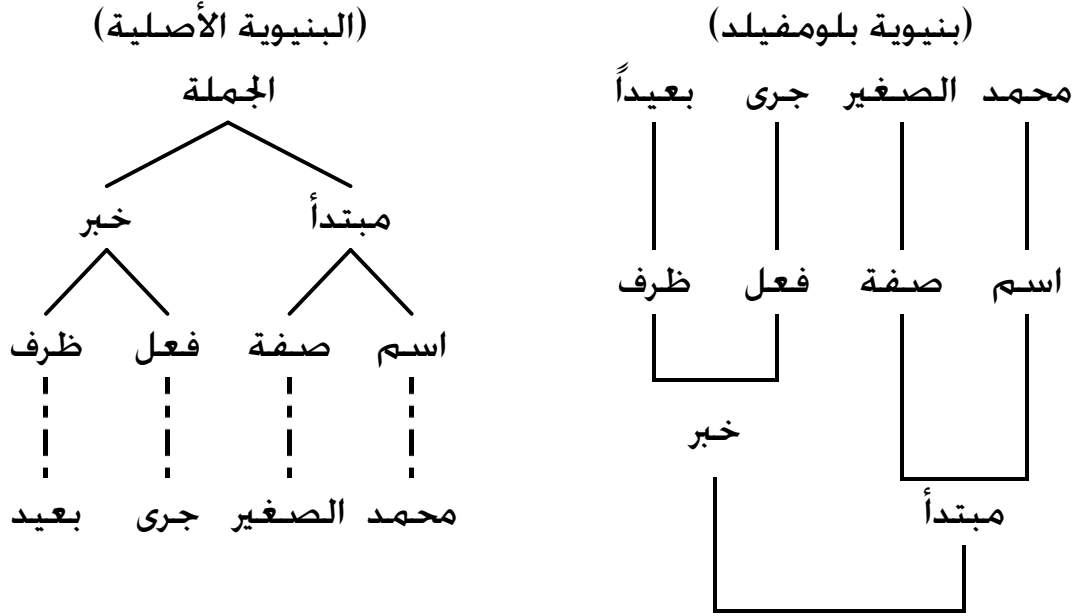 (بنيوية بلومفيلد)
محمد الصغير جرى بعيداً
اسم صفة فعل ظرف
خبر
مبتدأ
(البنيوية الأصلية)
الجملة
مبتدأ خبر
اسم صفة فعل ظرف
محمد الصغير جرى بعيد